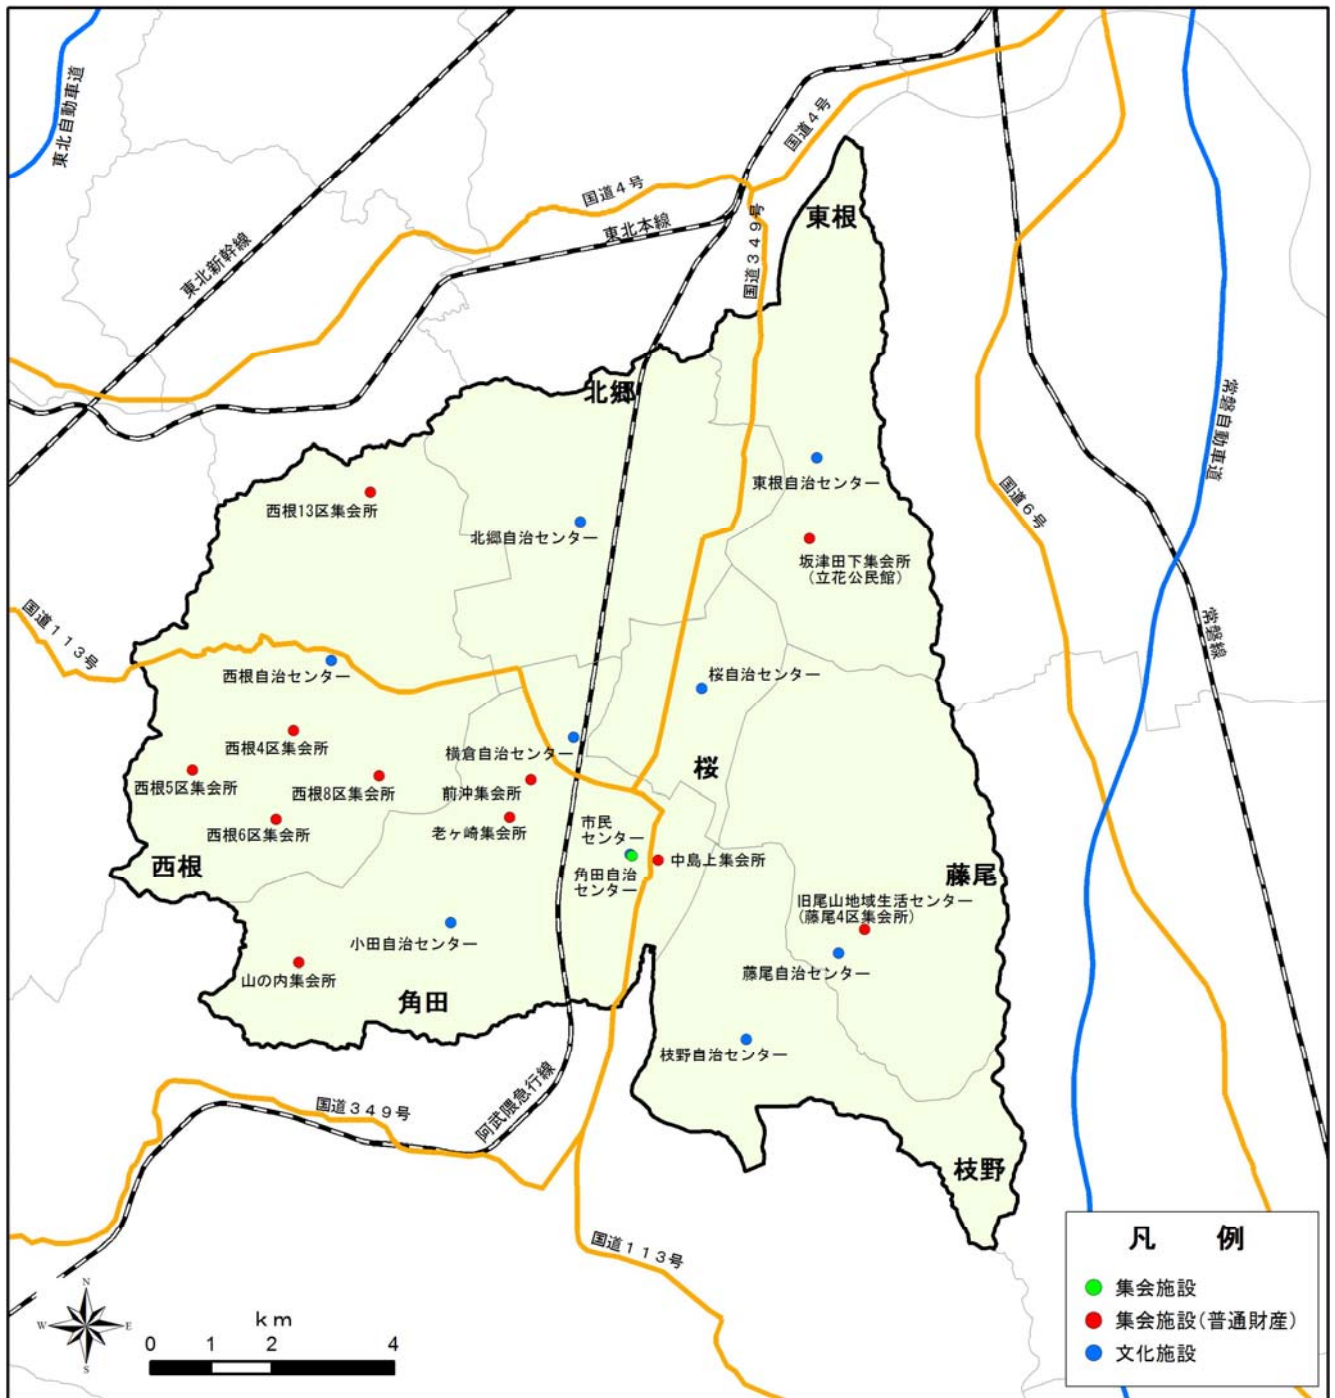 東北自動車道
国道4号
国道４号
東北本線
国道349号
東根
東北新幹線
北郷
常磐自動車道
東根自治センター
西根13区集会所
国道6号
北郷自治センター
坂津田下集会所
(立花公民館)
国道１１３号
常磐線
西根自治センター
桜自治センター
西根4区集会所
横倉自治センター
桜
西根5区集会所
西根8区集会所
前沖集会所
西根6区集会所
老ヶ崎集会所
市民
センター
西根
中島上集会所
角田自治
センター
藤尾
旧尾山地域生活センター
(藤尾4区集会所)
小田自治センター
藤尾自治センター
山の内集会所
角田
枝野自治センター
国道３４９号
阿武隈急行線
枝野
国道１１３号
凡 例
集会施設
集会施設(普通財産)
文化施設
N
W
E
S
km
0 1 2 4